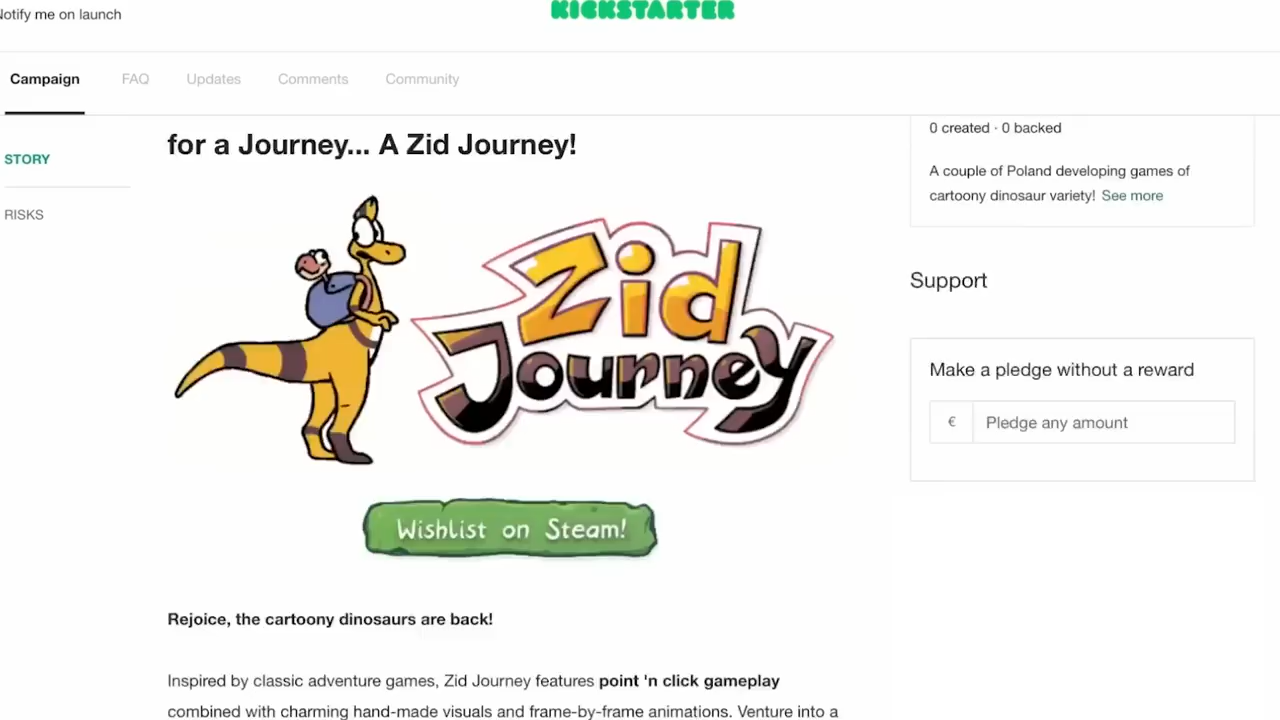 Notify me on launch
KICKSTARTER
Campaign
FAQ
Updates
Comments
Community
STORY
RISKS
for a Journey... A Zid Journey!
Zid
Journey
Wishlist on Steam!
Rejoice, the cartoony dinosaurs are back!
Inspired by classic adventure games, Zid Journey features point 'n click gameplay
combined with charming hand-made visuals and frame-by-frame animations. Venture into a
0 created · 0 backed
A couple of Poland developing games of
cartoony dinosaur variety! See more
Support
Make a pledge without a reward
€ Pledge any amount